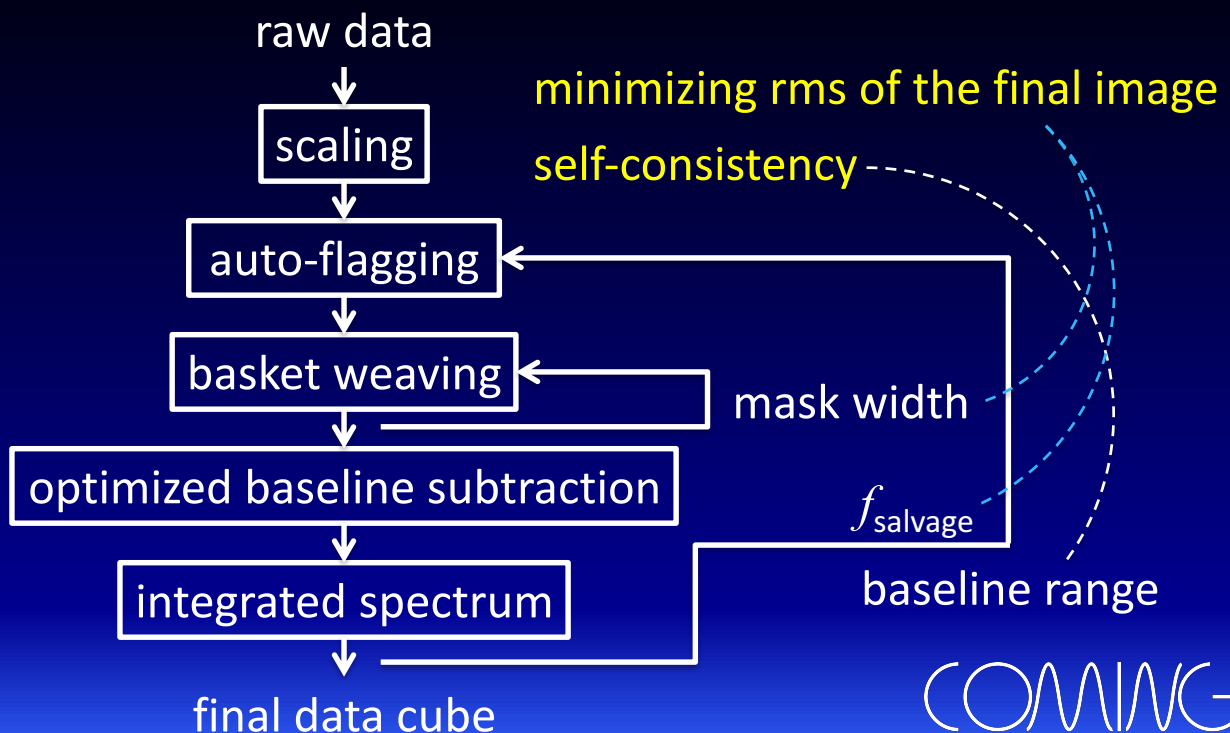 raw data
minimizing rms of the final image
scaling
self-consistency
auto-flagging
basket weaving
mask width
optimized baseline subtraction
f salvage
baseline range
integrated spectrum
final data cube
COMING